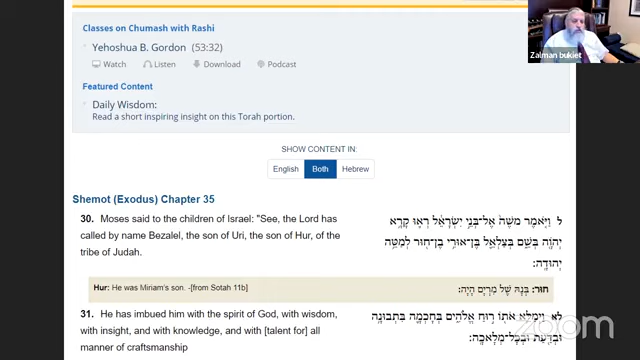 Classes on Chumash with Rashi
Yehoshua B. Gordon (53:32)
Watch Listen Download Podcast
Featured Content
Daily Wisdom:
Read a short inspiring insight on this Torah portion.
Zalman bukiet
SHOW CONTENT IN:
English Both Hebrew
Shemot (Exodus) Chapter 35
30. Moses said to the children of Israel: "See, the Lord has
called by name Bezalel, the son of Uri, the son of Hur, of
the tribe of Judah.
ל וַיֹּ֤אמֶר משֶׁה֙ אֶל־בְּנֵ֣י יִשְׂרָאֵ֔ל רְא֛וּ קָרָ֥א
יְהֹוָ֖ה בְּשֵׁ֑ם בְּצַלְאֵ֛ל בֶּן־אוּרִ֥י בֶן־ח֖וּר לְמַטֵּ֥ה
יְהוּדָֽה:
Hur: He was Miriam's son. -[from Sotah 11b]
חור: בְּנָהּ שֶׁל מִרְיָם הָיָה:
31. He has imbued him with the spirit of God, with wisdom,
with insight, and with knowledge, and with [talent for] all
manner of craftsmanship
לא וַיְמַלֵּ֥א אֹת֖וֹ ר֣וּחַ אֱלֹהִ֑ים בְּחָכְמָ֛ה בִּתְבוּנָ֥ה
וּבְדַ֖עַת וּבְכָל־מְלָאכָֽה:
zoom